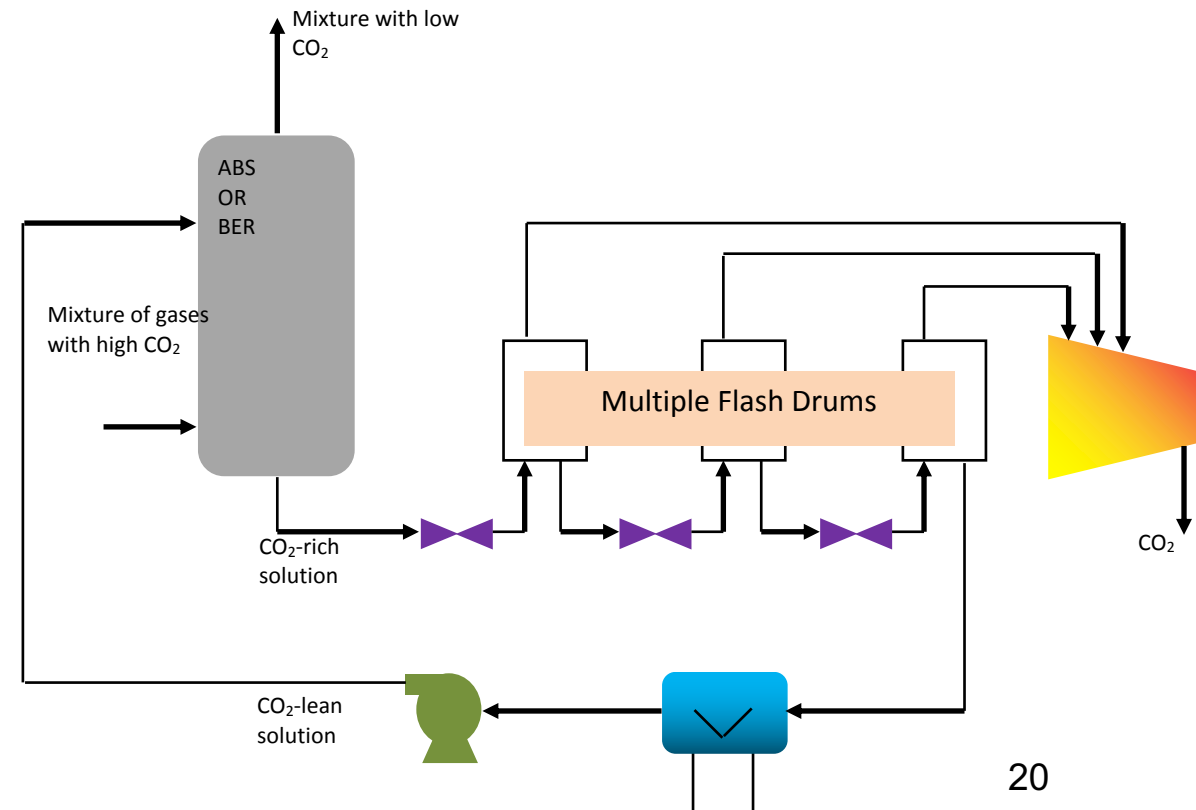 Mixture with low
CO₂
ABS
OR
BER
Mixture of gases
with high CO₂
Multiple Flash Drums
CO₂-rich
solution
CO₂
CO₂-lean
solution
20